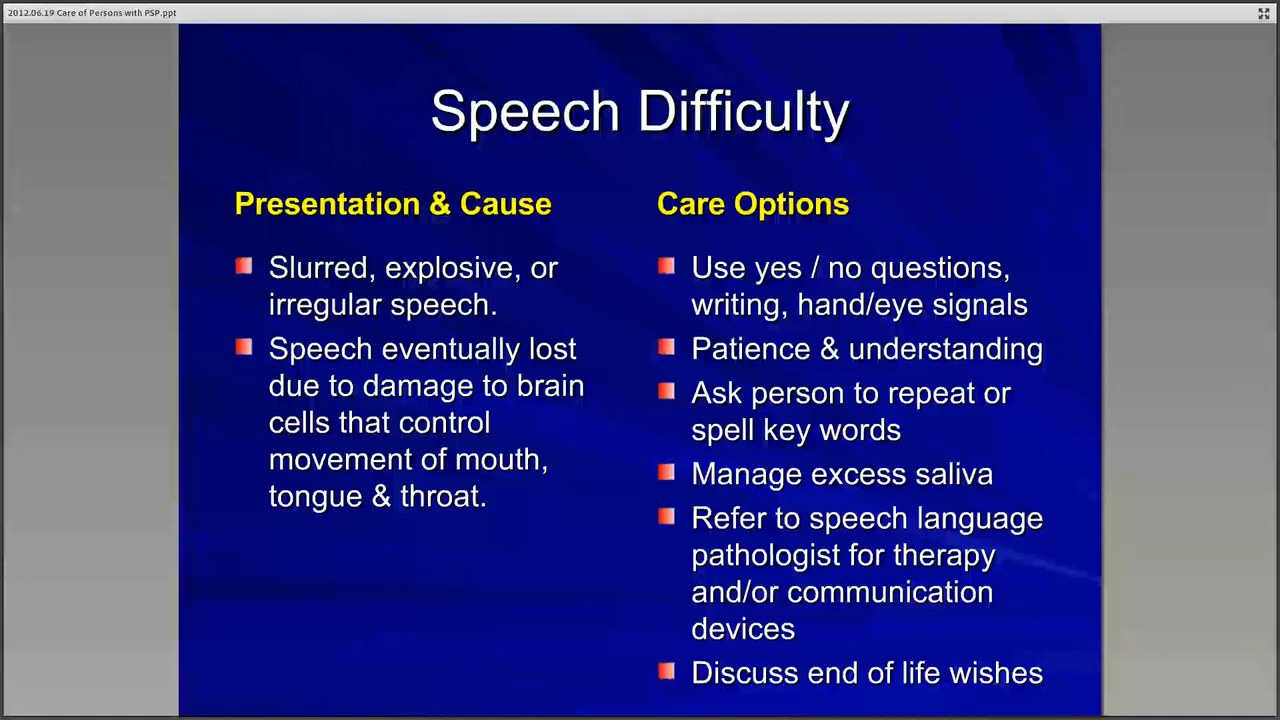 2012.06.19 Care of Persons with PSP.ppt
Speech Difficulty
Presentation & Cause
Slurred, explosive, or
irregular speech.
Speech eventually lost
due to damage to brain
cells that control
movement of mouth,
tongue & throat.
Care Options
Use yes / no questions,
writing, hand/eye signals
Patience & understanding
Ask person to repeat or
spell key words
Manage excess saliva
Refer to speech language
pathologist for therapy
and/or communication
devices
Discuss end of life wishes